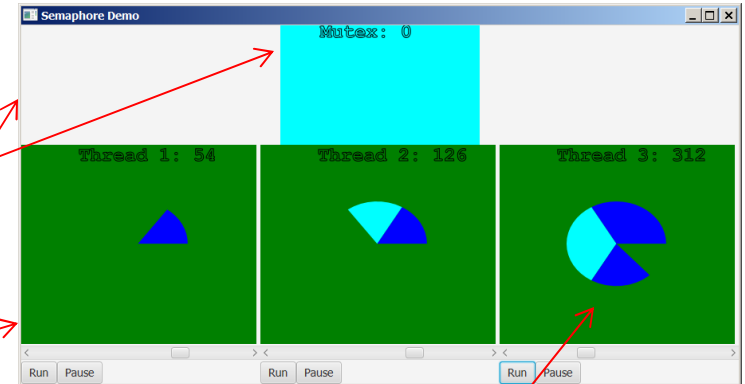 Semaphore Demo
Mutex: 0
Thread 1: 54
Thread 2: 126
Thread 3: 312
Run Pause
Run Pause
Run Pause